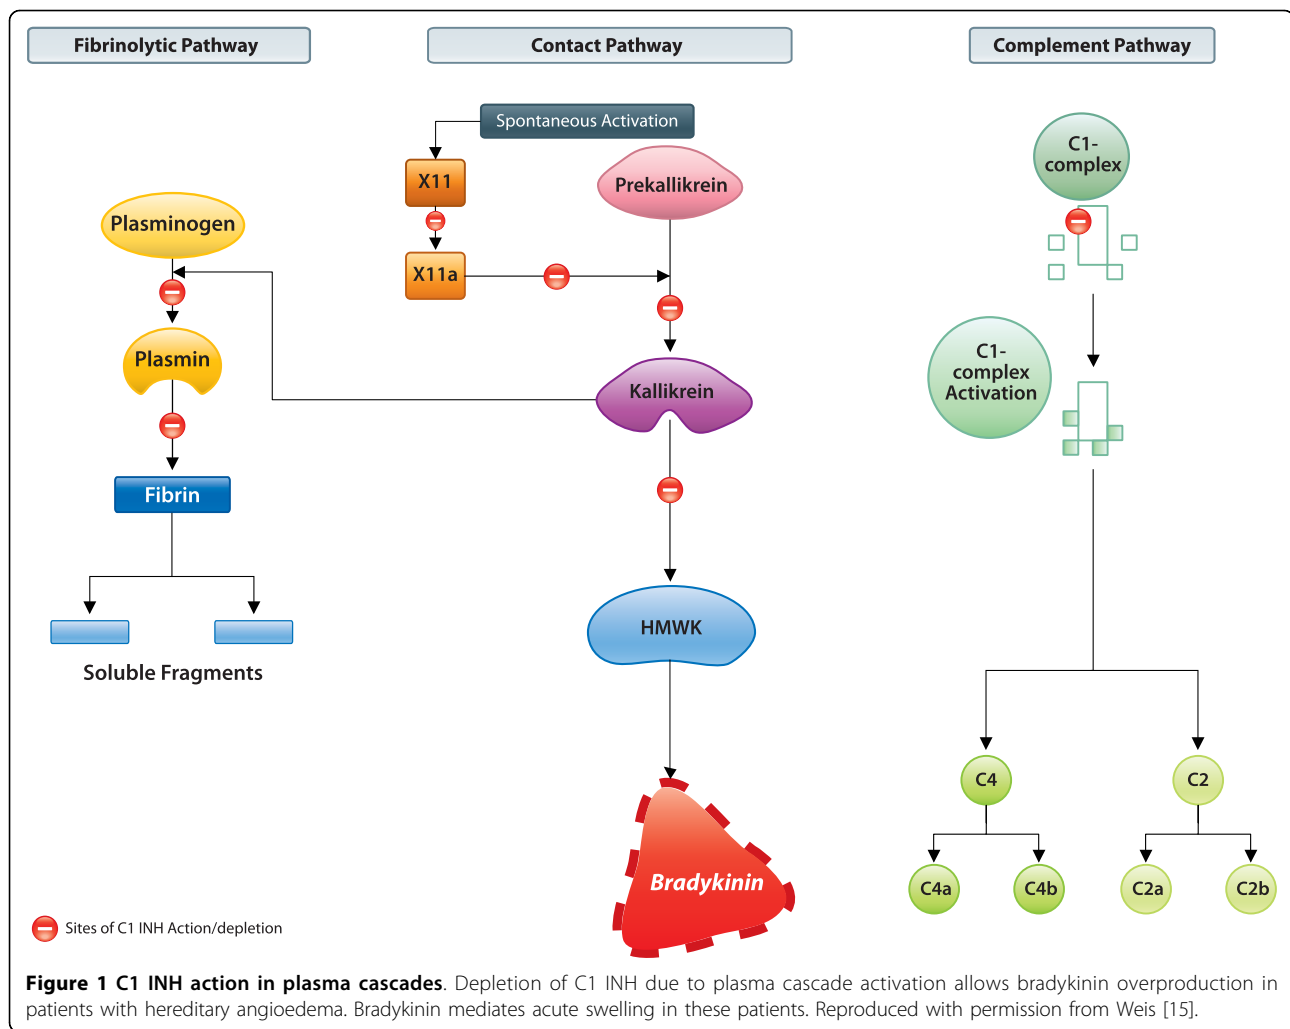 Fibrinolytic Pathway
Contact Pathway
Complement Pathway
Spontaneous Activation
X11
Prekallikrein
C1-
complex
Plasminogen
X11a
Plasmin
Kallikrein
C1-
complex
Activation
Fibrin
HMWK
Soluble Fragments
C4
C2
C4a
C4b
C2a
C2b
Bradykinin
Sites of C1 INH Action/depletion
Figure 1 C1 INH action in plasma cascades. Depletion of C1 INH due to plasma cascade activation allows bradykinin overproduction in
patients with hereditary angioedema. Bradykinin mediates acute swelling in these patients. Reproduced with permission from Weis [15].